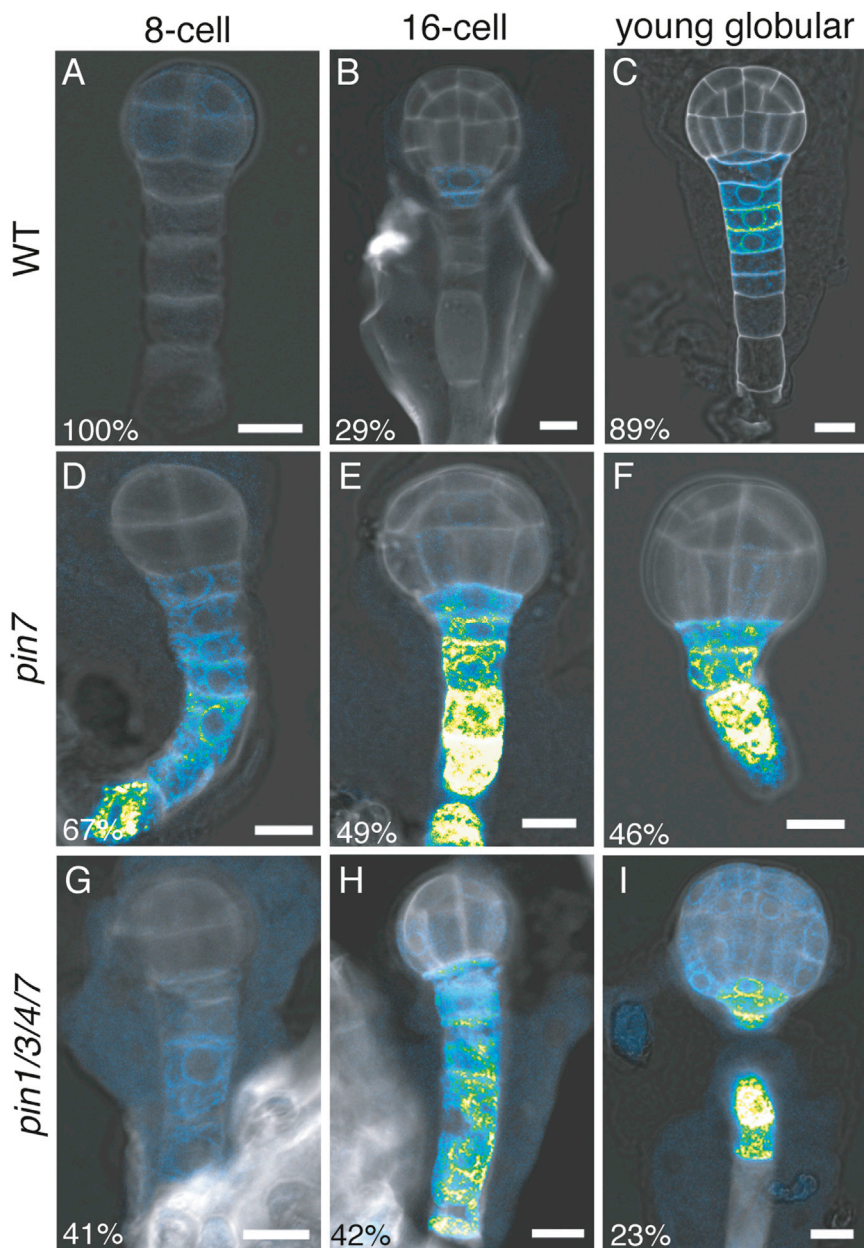 8-cell
16-cell
young globular
WT
A
100%
B
29%
C
89%
pin7
D
67%
E
49%
F
46%
pin1/3/4/7
G
41%
H
42%
I
23%